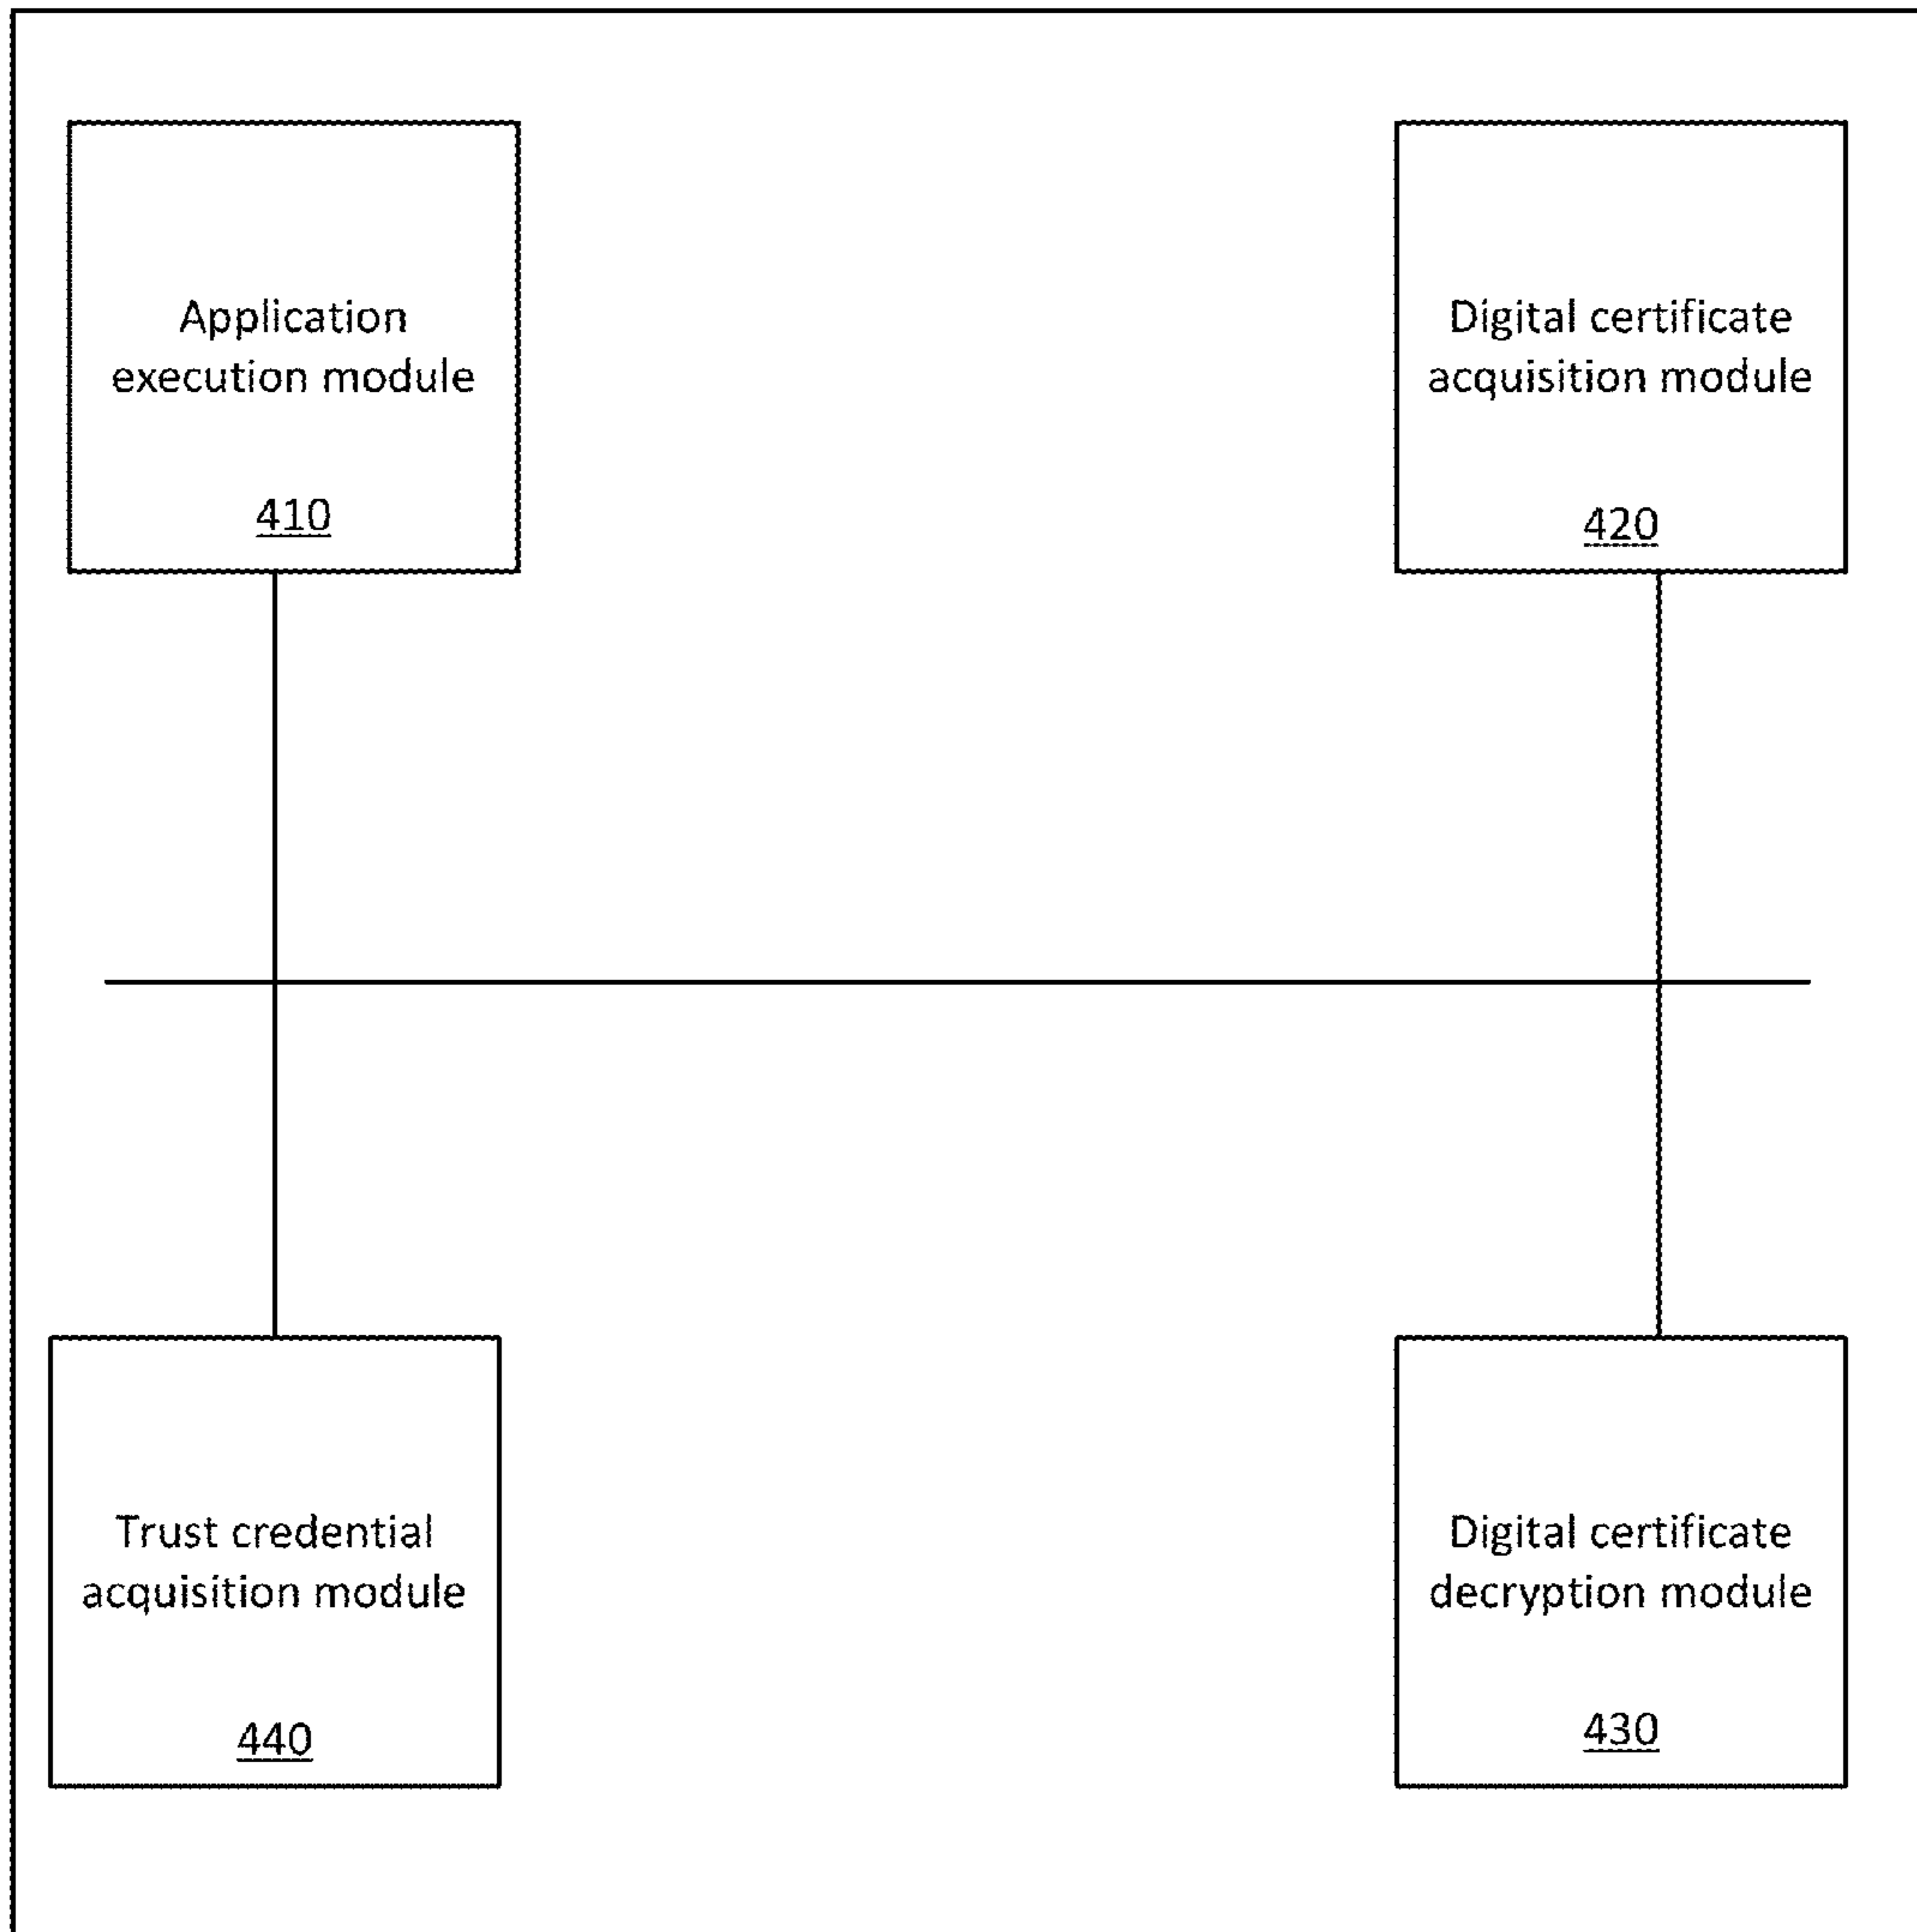 Application
execution module
410
Digital certificate
acquisition module
420
Trust credential
acquisition module
440
Digital certificate
decryption module
430